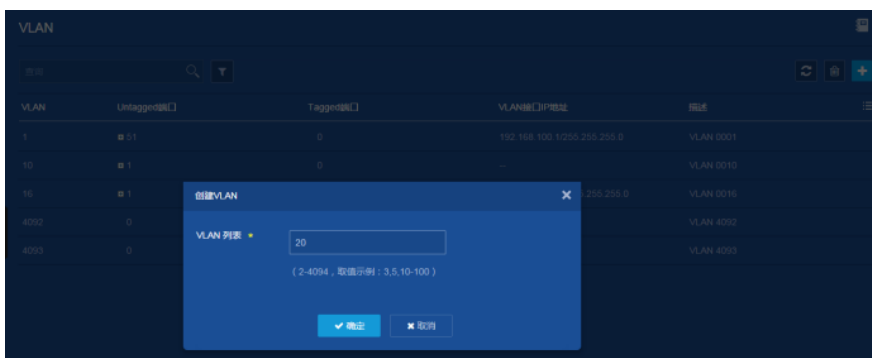 VLAN
查询
VLAN Untagged端口 Tagged端口 VLAN接口IP地址 描述
1 51 0 192.168.100.1/255.255.255.0 VLAN 0001
10 1 0 -- VLAN 0010
16 1 .255.255.0 VLAN 0016
4092 0 VLAN 4092
4093 0 VLAN 4093
创建VLAN
VLAN 列表 *
20
( 2-4094，取值示例：3,5,10-100 )
确定 取消